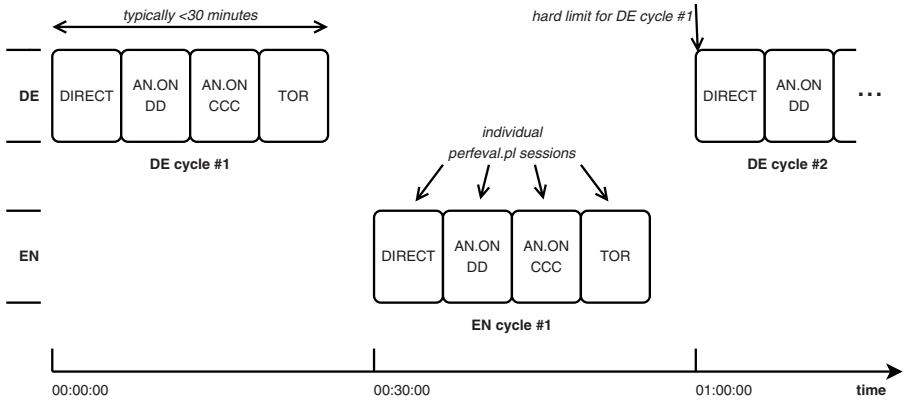 typically <30 minutes
hard limit for DE cycle #1
DE
DIRECT
AN.ON
DD
AN.ON
CCC
TOR
DIRECT
AN.ON
DD
...
DE cycle #1
individual
perfeval.pl sessions
DE cycle #2
EN
DIRECT
AN.ON
DD
AN.ON
CCC
TOR
EN cycle #1
00:00:00
00:30:00
01:00:00
time